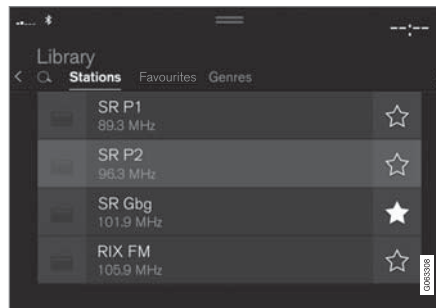 --:--
Library
Stations Favourites Genres
SR P1
89.3 MHz
SR P2
96.3 MHz
SR Gbg
101.9 MHz
RIX FM
105.9 MHz
G063308